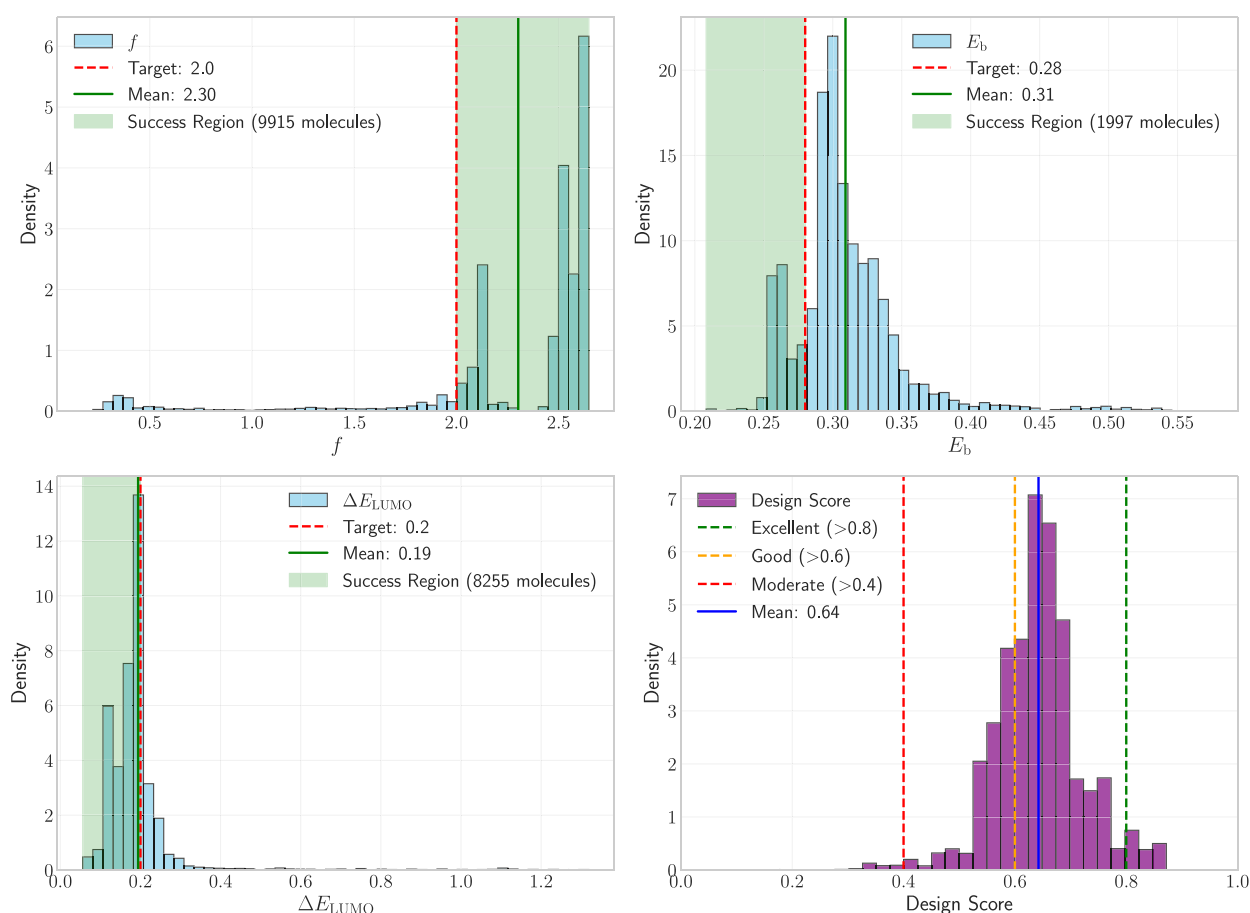 f
Target: 2.0
Mean: 2.30
Success Region (9915 molecules)
Density
0
1
2
3
4
5
6
0.5
1.0
1.5
2.0
2.5
f
E_b
Target: 0.28
Mean: 0.31
Success Region (1997 molecules)
Density
0
5
10
15
20
0.20
0.25
0.30
0.35
0.40
0.45
0.50
0.55
E_b
ΔE_LUMO
Target: 0.2
Mean: 0.19
Success Region (8255 molecules)
Density
0
2
4
6
8
10
12
14
0.0
0.2
0.4
0.6
0.8
1.0
1.2
ΔE_LUMO
Design Score
Excellent (>0.8)
Good (>0.6)
Moderate (>0.4)
Mean: 0.64
Density
0
1
2
3
4
5
6
7
0.0
0.2
0.4
0.6
0.8
1.0
Design Score